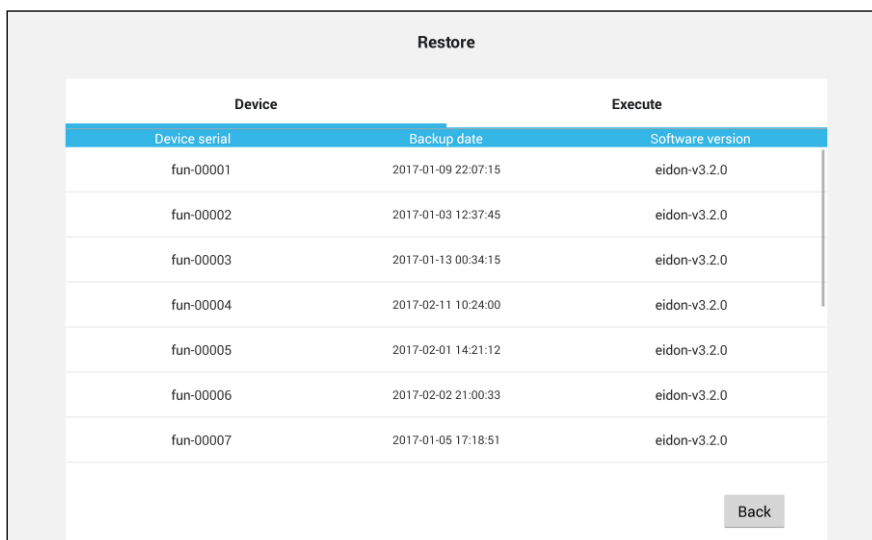 Restore
Device Execute
Device serial Backup date Software version
fun-00001 2017-01-09 22:07:15 eidon-v3.2.0
fun-00002 2017-01-03 12:37:45 eidon-v3.2.0
fun-00003 2017-01-13 00:34:15 eidon-v3.2.0
fun-00004 2017-02-11 10:24:00 eidon-v3.2.0
fun-00005 2017-02-01 14:21:12 eidon-v3.2.0
fun-00006 2017-02-02 21:00:33 eidon-v3.2.0
fun-00007 2017-01-05 17:18:51 eidon-v3.2.0
Back